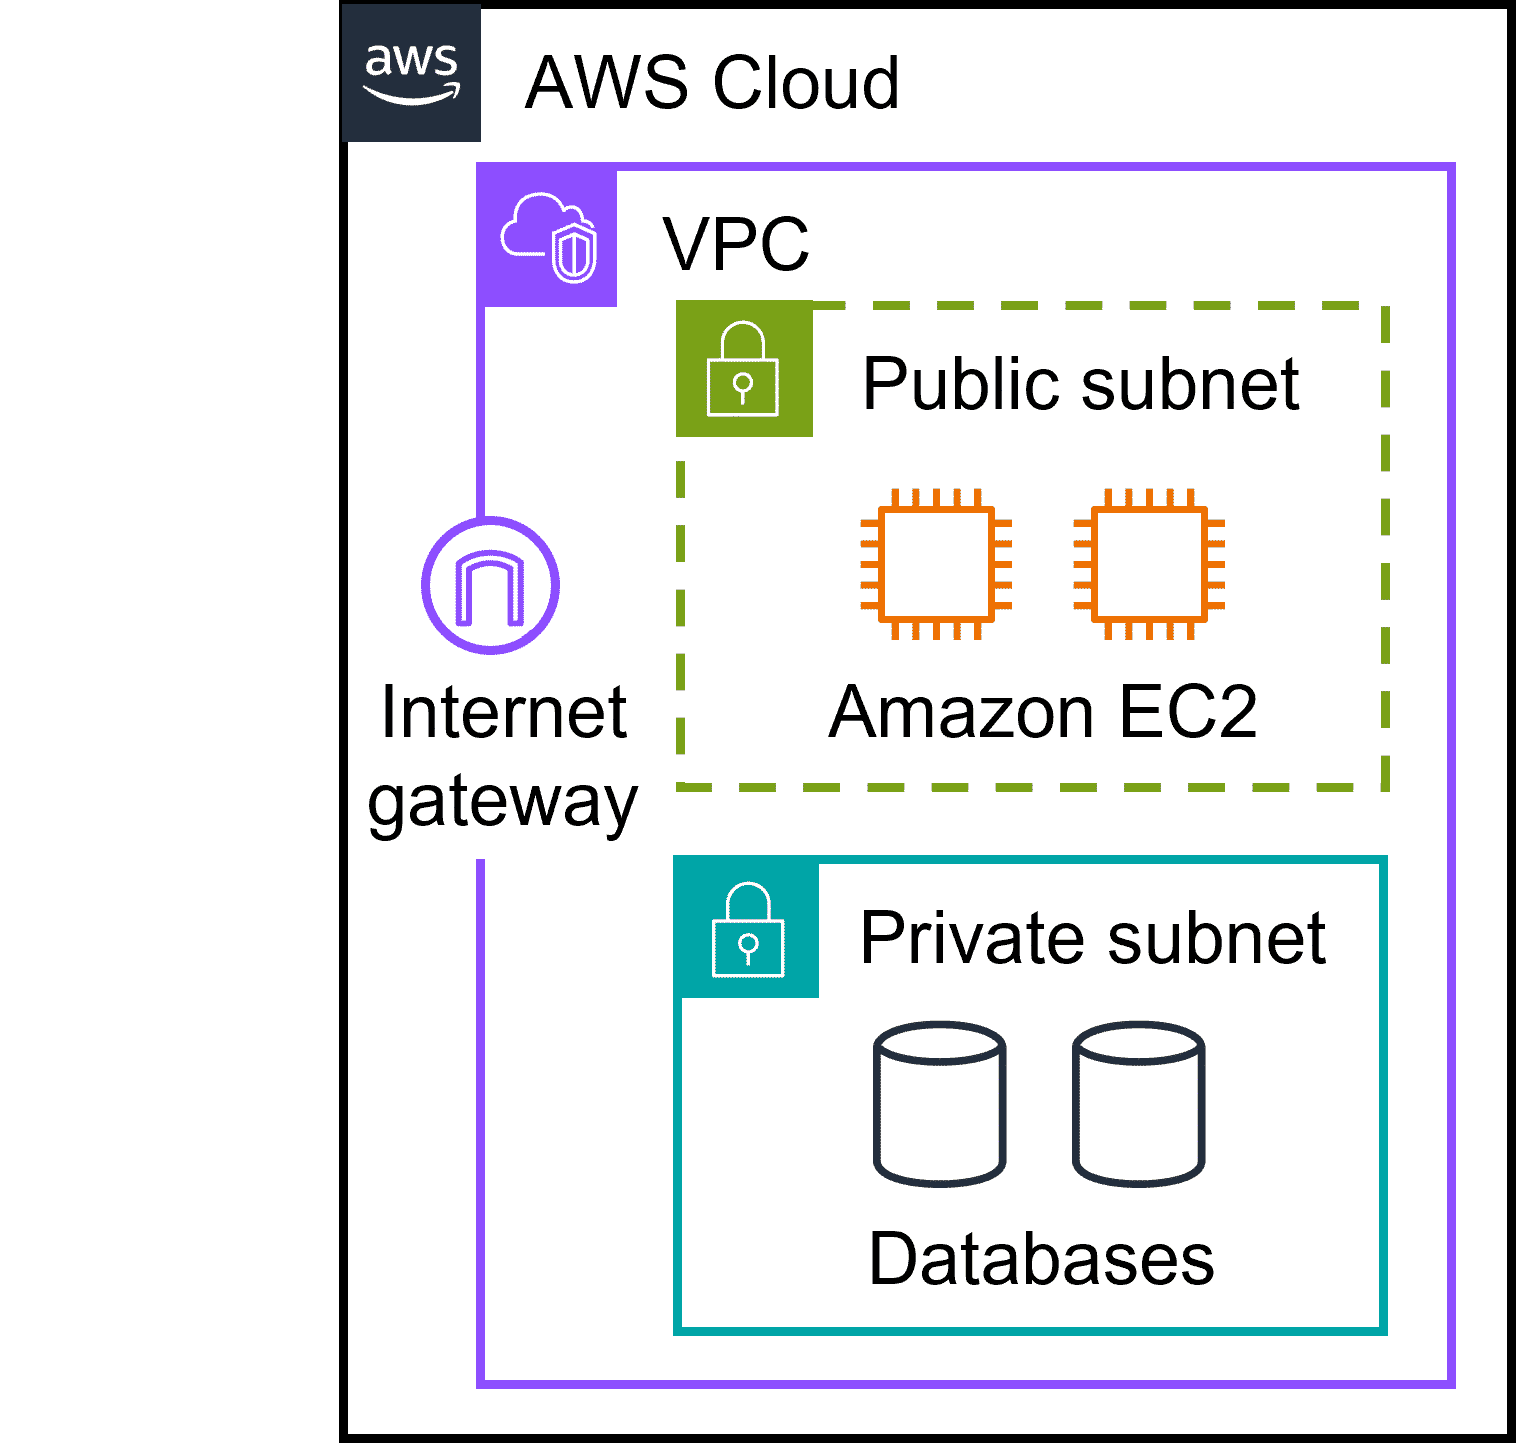 aws
AWS Cloud
VPC
Public subnet
Amazon EC2
Internet
gateway
Private subnet
Databases